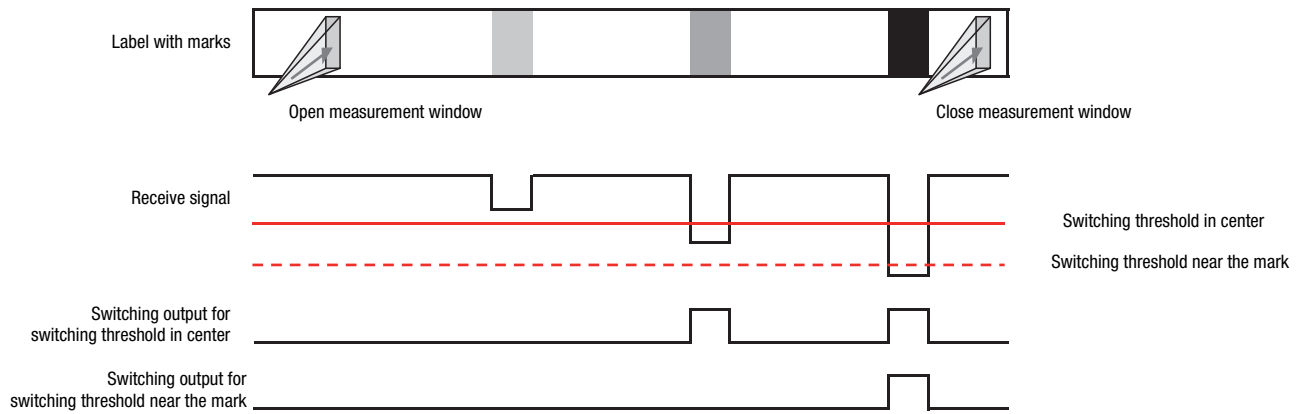 Label with marks
Open measurement window
Close measurement window
Receive signal
Switching threshold in center
Switching threshold near the mark
Switching output for
switching threshold in center
Switching output for
switching threshold near the mark